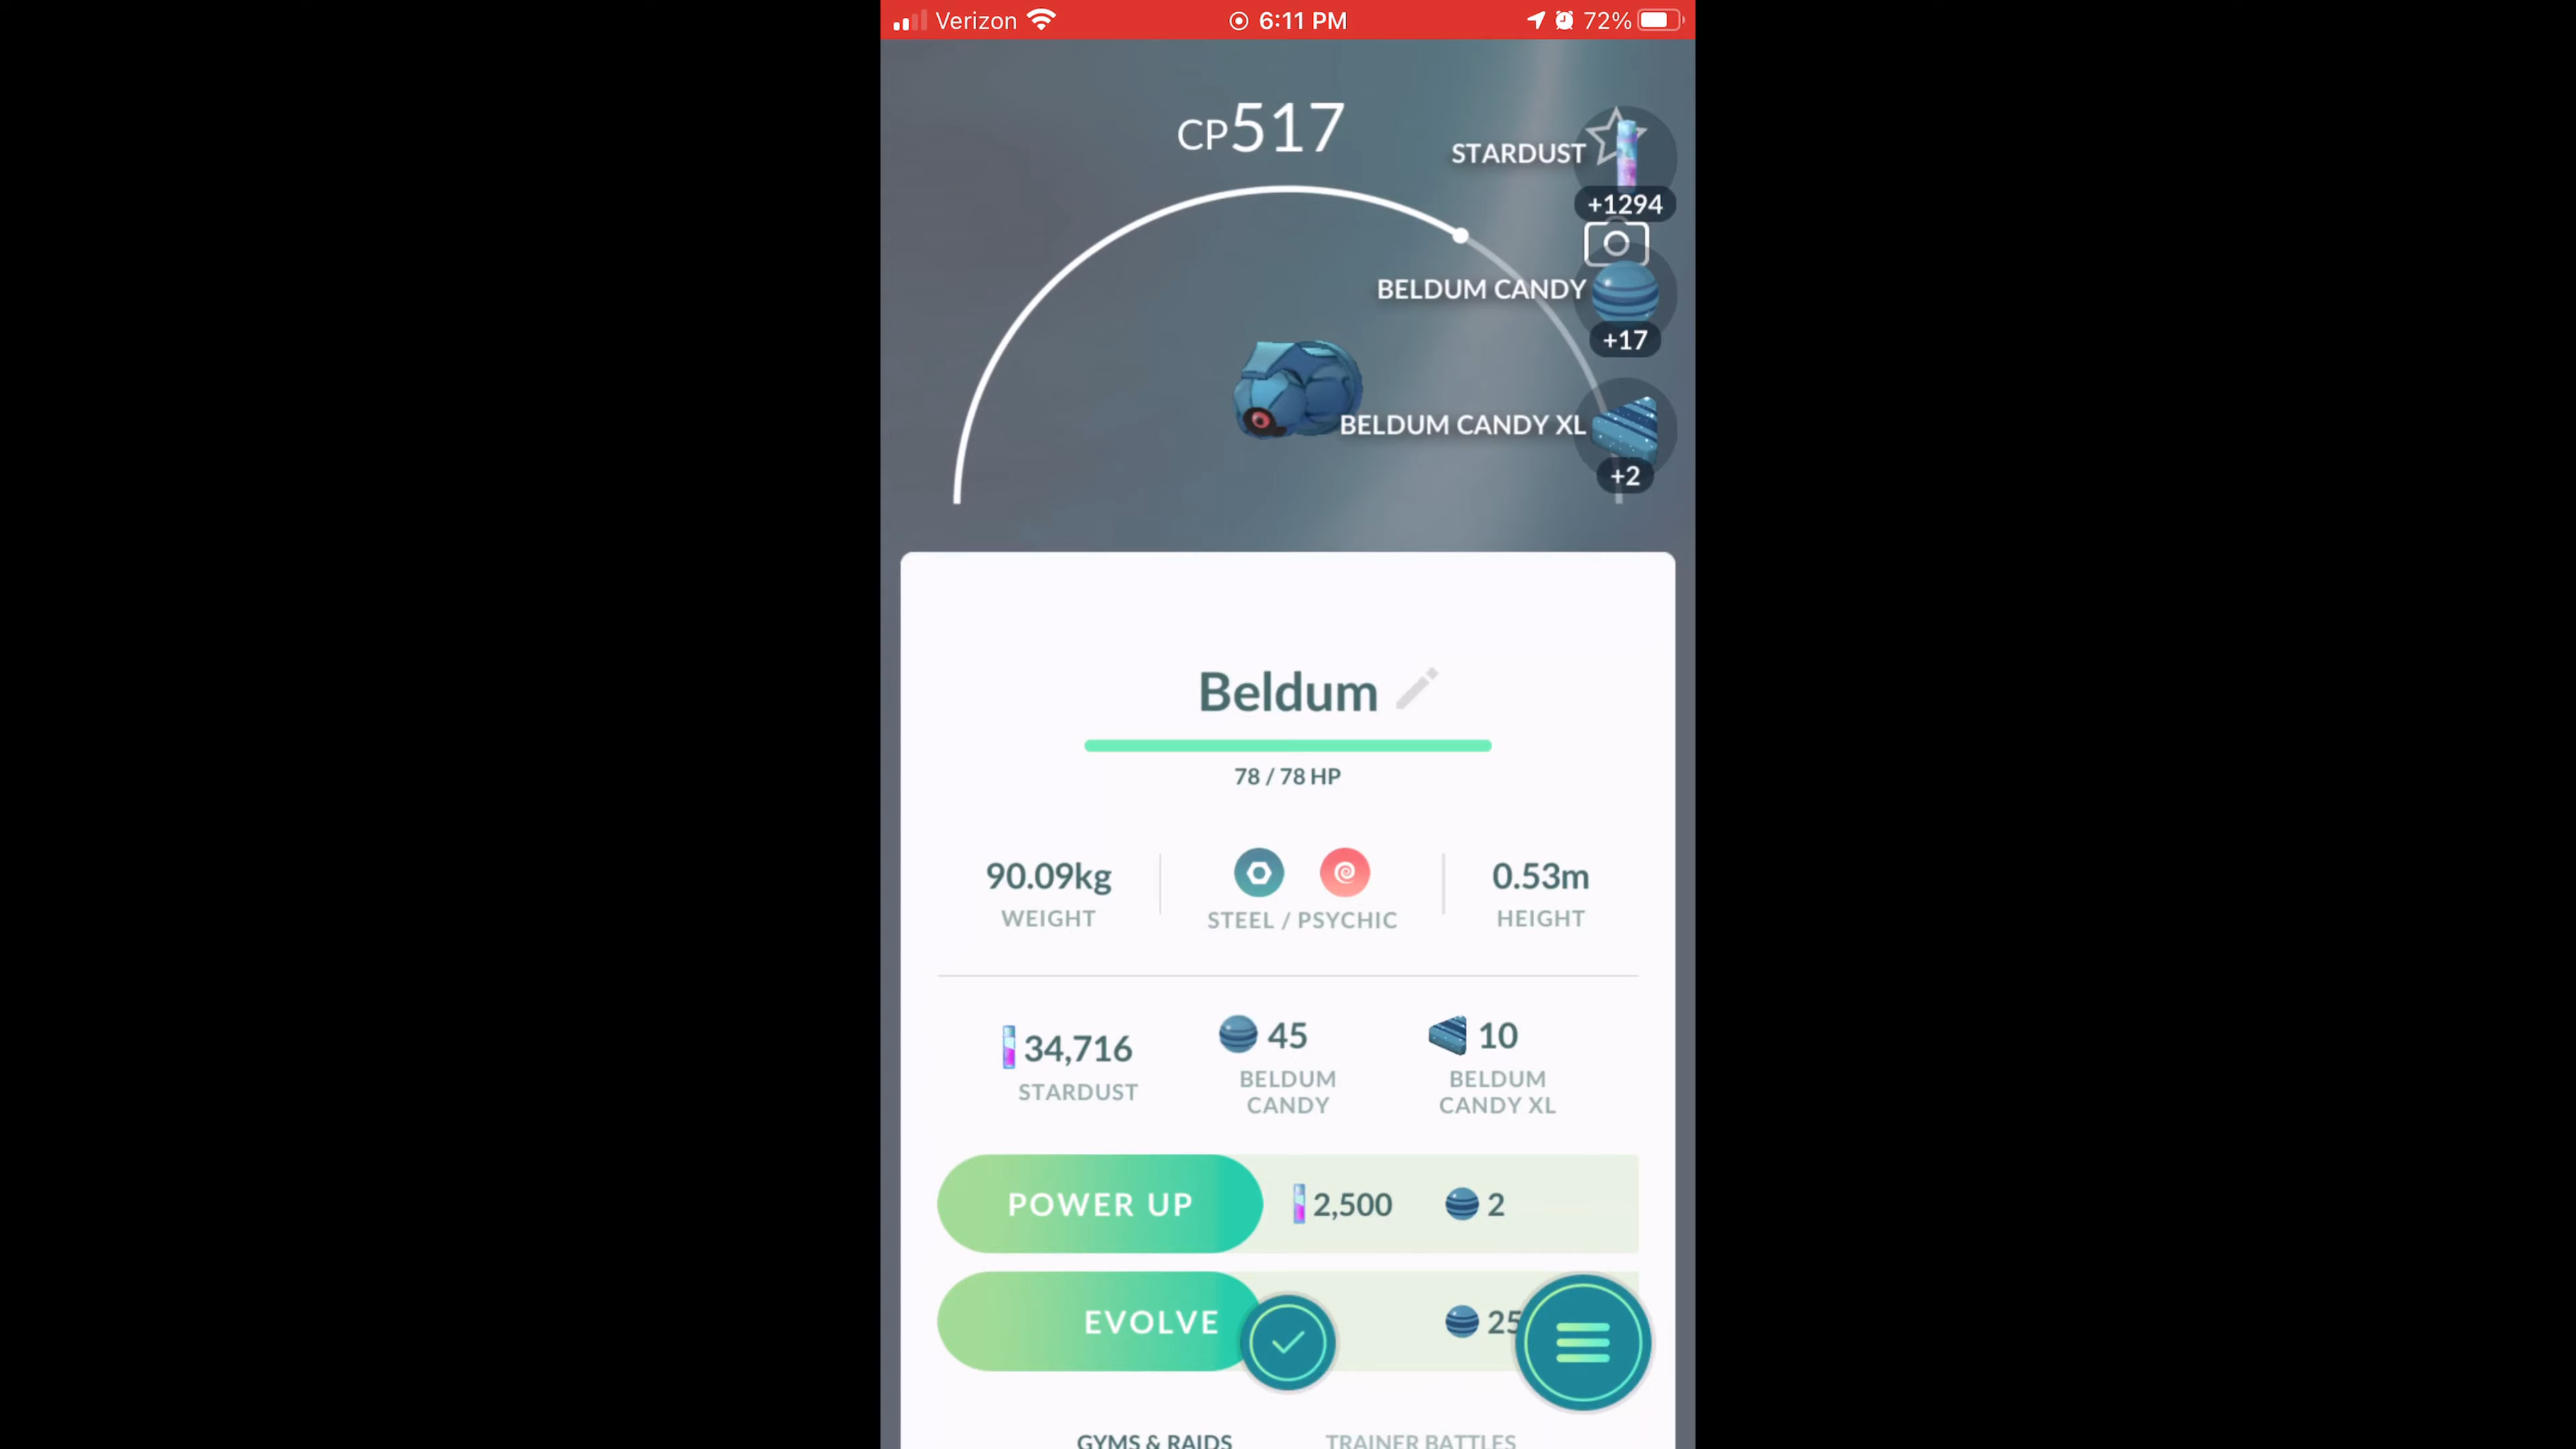 Verizon 6:11 PM 72%
CP517
STARDUST
+1294
BELDUM CANDY
+17
BELDUM CANDY XL
+2
Beldum
78 / 78 HP
90.09kg
WEIGHT
STEEL / PSYCHIC
0.53m
HEIGHT
34,716
STARDUST
45
BELDUM
CANDY
10
BELDUM
CANDY XL
POWER UP 2,500 2
EVOLVE 25
GYMS & RAIDS TRAINER BATTLES